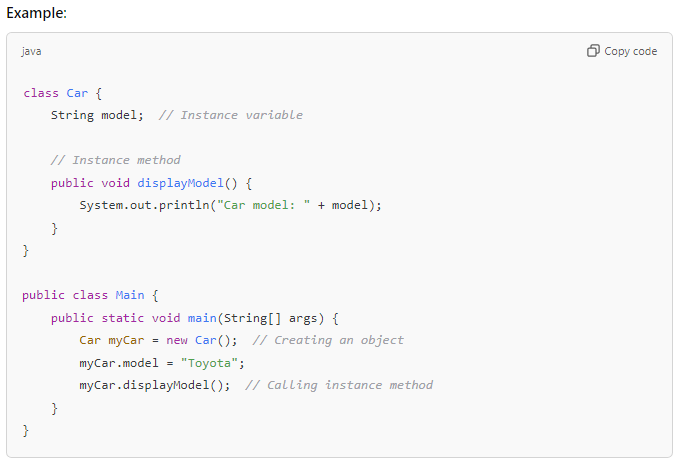 Example:
java
Copy code
class Car {
    String model;  // Instance variable
    // Instance method
    public void displayModel() {
        System.out.println("Car model: " + model);
    }
}
public class Main {
    public static void main(String[] args) {
        Car myCar = new Car();  // Creating an object
        myCar.model = "Toyota";
        myCar.displayModel();  // Calling instance method
    }
}